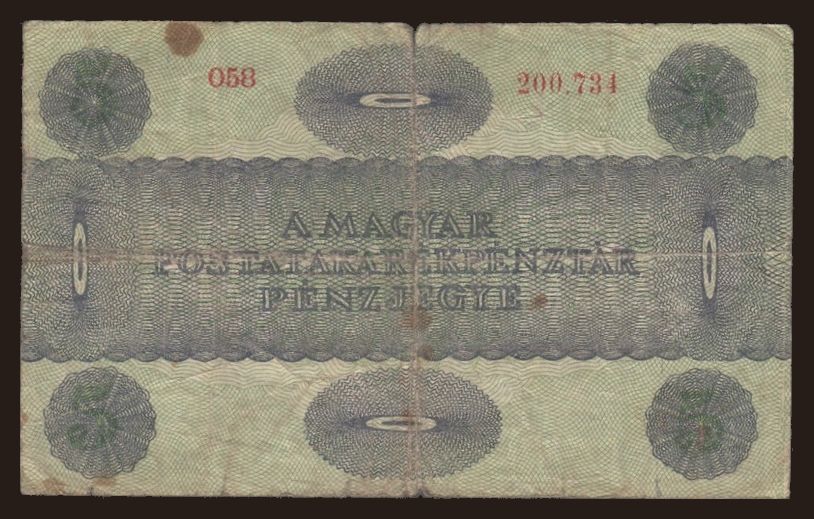 058 200.734
A MAGYAR
POSTATAKARÉKPÉNZTÁR
PÉNZJEGYE